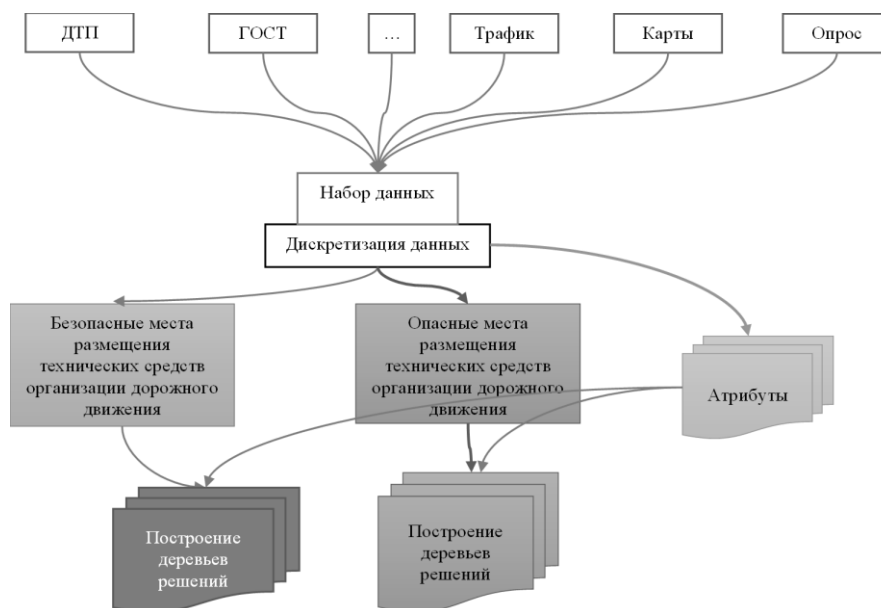 ДТП
ГОСТ
...
Трафик
Карты
Опрос
Набор данных
Дискретизация данных
Безопасные места
размещения
технических средств
организации дорожного
движения
Опасные места
размещения
технических средств
организации дорожного
движения
Атрибуты
Построение
деревьев
решений
Построение
деревьев
решений